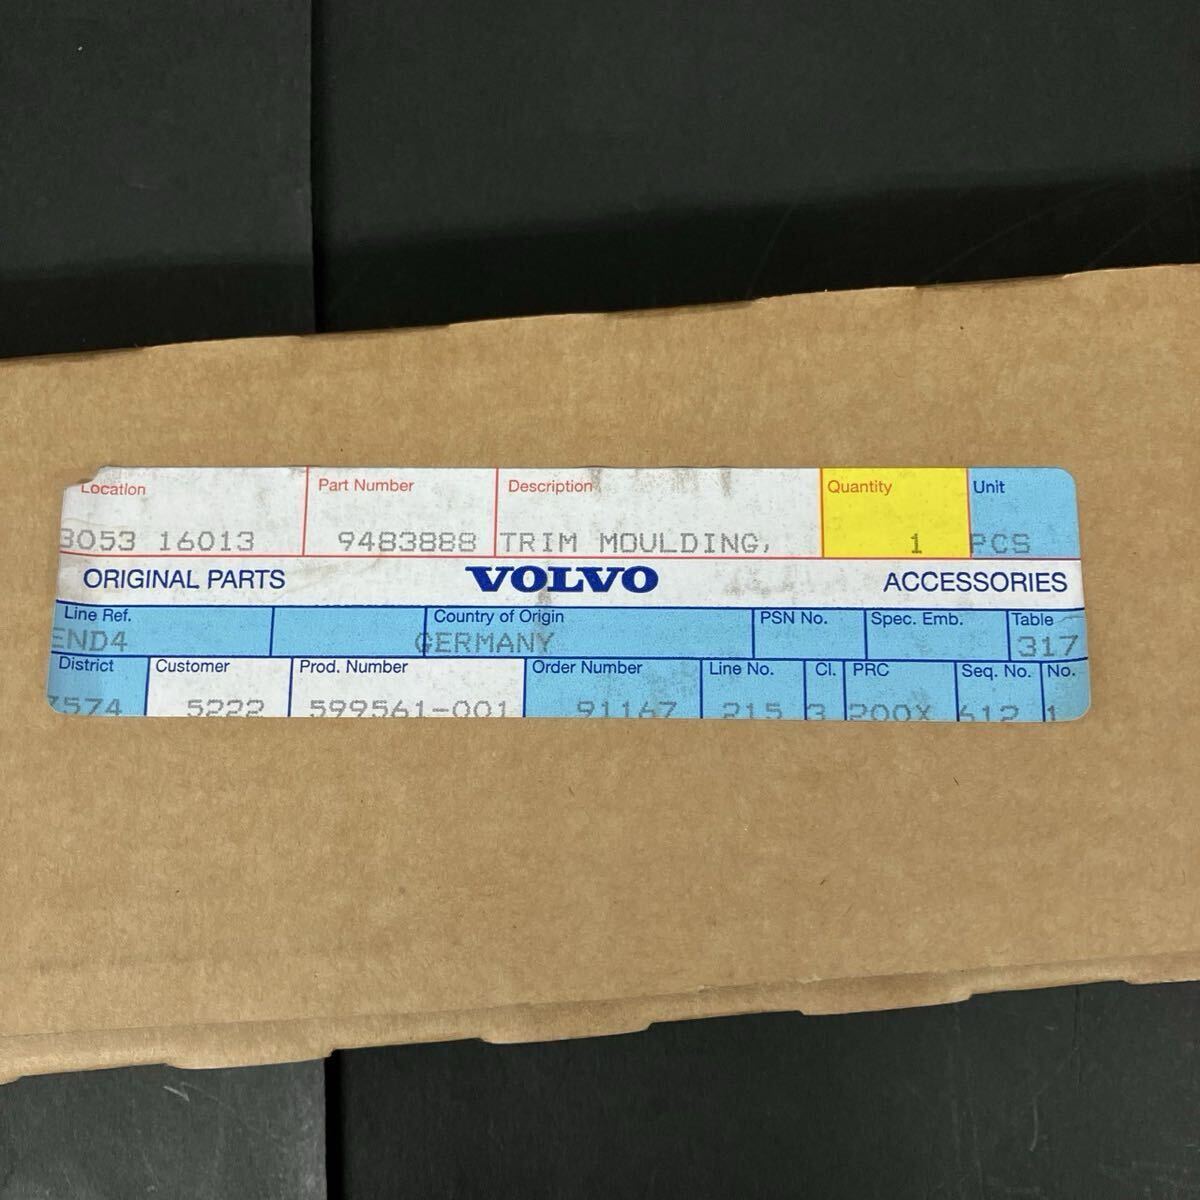 Location Part Number Description Quantity Unit
3053 16013 9483888 TRIM MOULDING, 1 PCS
ORIGINAL PARTS VOLVO ACCESSORIES
Line Ref. Country of Origin PSN No. Spec. Emb. Table
END4 GERMANY 317
District Customer Prod. Number Order Number Line No. Cl. PRC Seq. No. No.
7574 5222 599561-001 91167 215 3 200X 612 1